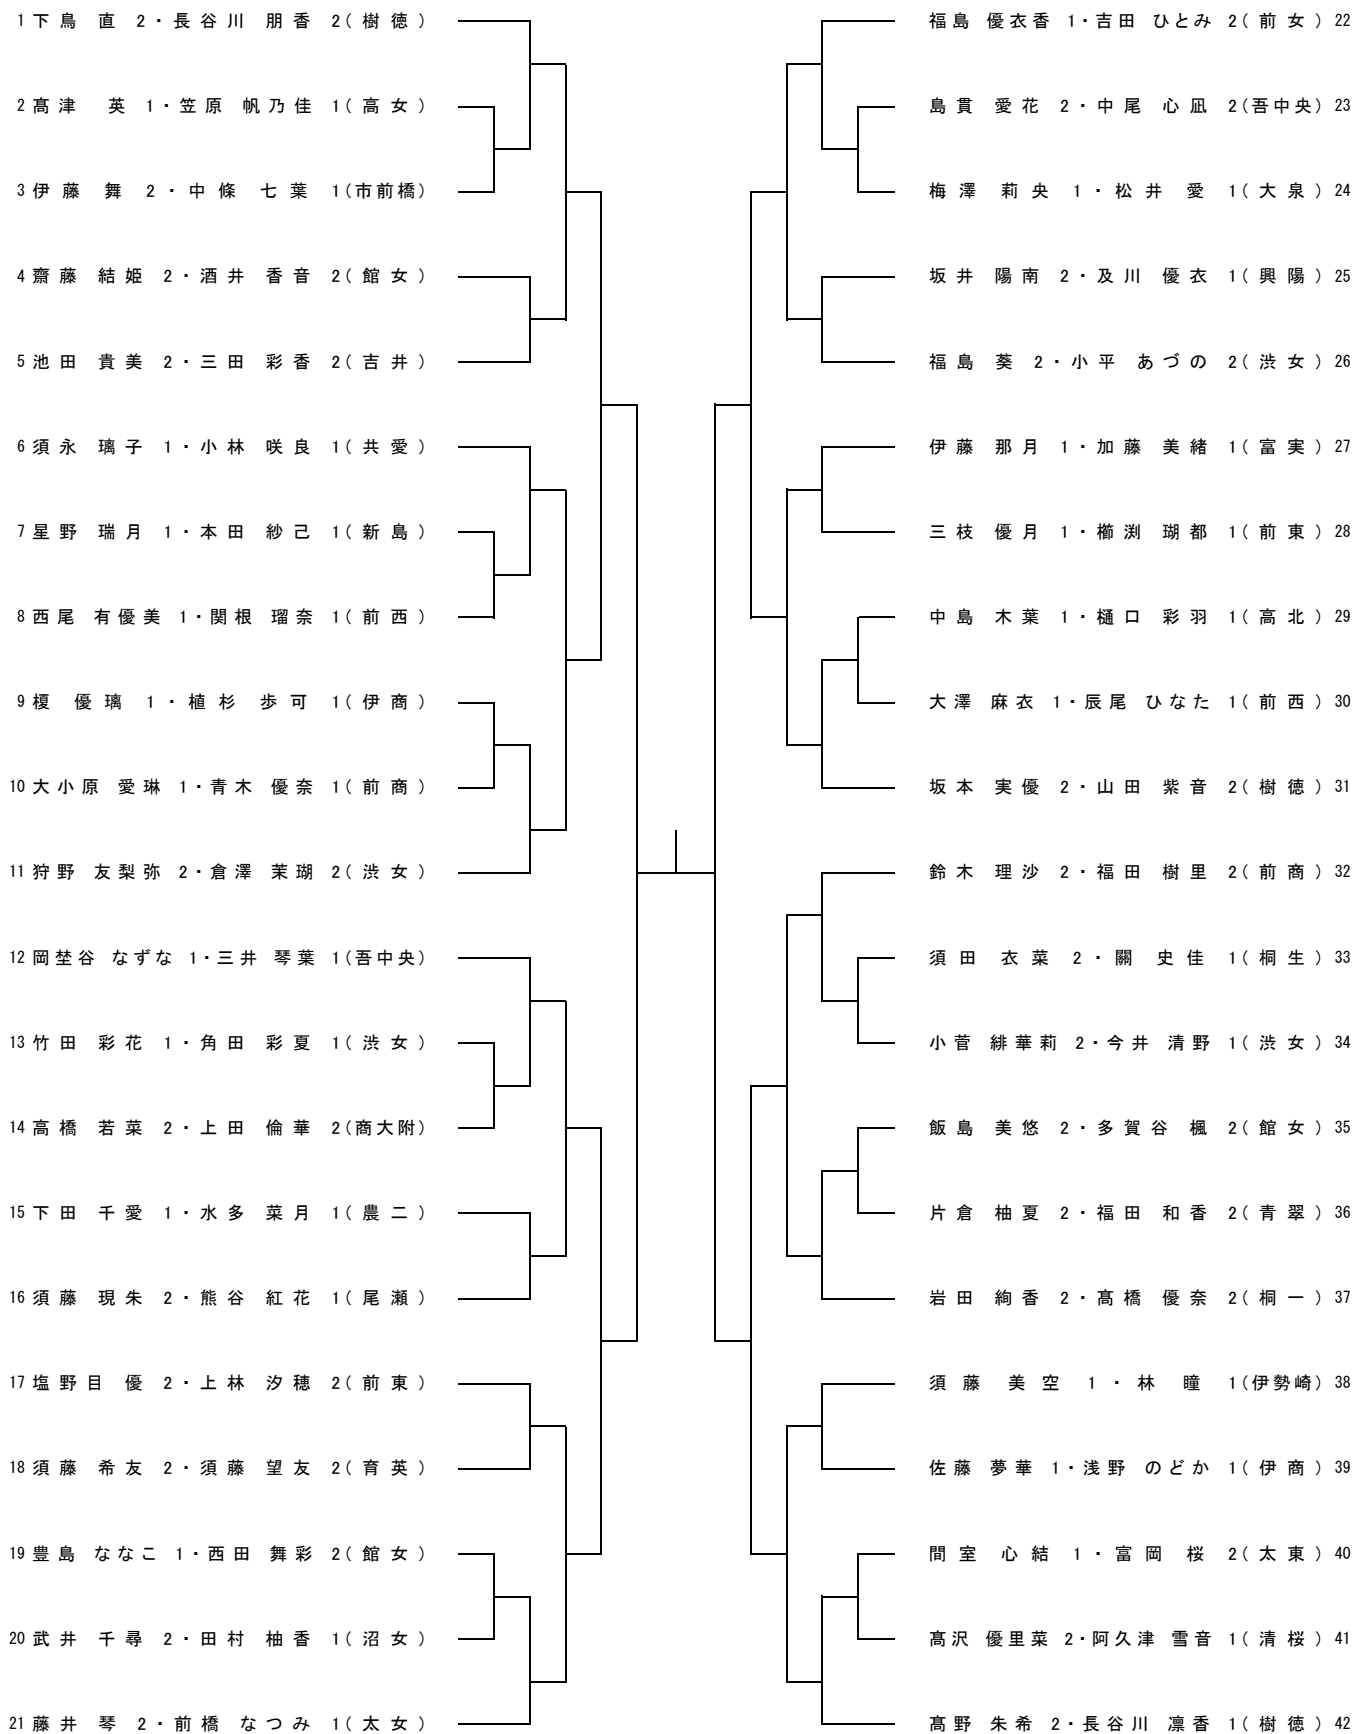 1 下鳥 直 2・長谷川 朋香 2(樹徳)
2 髙津 英 1・笠原 帆乃佳 1(高女)
3 伊藤 舞 2・中條 七葉 1(市前橋)
4 齋藤 結姫 2・酒井 香音 2(館女)
5 池田 貴美 2・三田 彩香 2(吉井)
6 須永 璃子 1・小林 咲良 1(共愛)
7 星野 瑞月 1・本田 紗己 1(新島)
8 西尾 有優美 1・関根 瑠奈 1(前西)
9 榎 優璃 1・植杉 歩可 1(伊商)
10 大小原 愛琳 1・青木 優奈 1(前商)
11 狩野 友梨弥 2・倉澤 茉瑚 2(渋女)
12 岡埜谷 なずな 1・三井 琴葉 1(吾中央)
13 竹田 彩花 1・角田 彩夏 1(渋女)
14 高橋 若菜 2・上田 倫華 2(商大附)
15 下田 千愛 1・水多 菜月 1(農二)
16 須藤 現朱 2・熊谷 紅花 1(尾瀬)
17 塩野目 優 2・上林 汐穂 2(前東)
18 須藤 希友 2・須藤 望友 2(育英)
19 豊島 ななこ 1・西田 舞彩 2(館女)
20 武井 千尋 2・田村 柚香 1(沼女)
21 藤井 琴 2・前橋 なつみ 1(太女)
福島 優衣香 1・吉田 ひとみ 2(前女) 22
島貫 愛花 2・中尾 心凪 2(吾中央) 23
梅澤 莉央 1・松井 愛 1(大泉) 24
坂井 陽南 2・及川 優衣 1(興陽) 25
福島 葵 2・小平 あづの 2(渋女) 26
伊藤 那月 1・加藤 美緒 1(富実) 27
三枝 優月 1・櫛渕 瑚都 1(前東) 28
中島 木葉 1・樋口 彩羽 1(高北) 29
大澤 麻衣 1・辰尾 ひなた 1(前西) 30
坂本 実優 2・山田 紫音 2(樹徳) 31
鈴木 理沙 2・福田 樹里 2(前商) 32
須田 衣菜 2・關 史佳 1(桐生) 33
小菅 緋華莉 2・今井 清野 1(渋女) 34
飯島 美悠 2・多賀谷 楓 2(館女) 35
片倉 柚夏 2・福田 和香 2(青翠) 36
岩田 絢香 2・髙橋 優奈 2(桐一) 37
須藤 美空 1・林 瞳 1(伊勢崎) 38
佐藤 夢華 1・浅野 のどか 1(伊商) 39
間室 心結 1・富岡 桜 2(太東) 40
髙沢 優里菜 2・阿久津 雪音 1(清桜) 41
髙野 朱希 2・長谷川 凛香 1(樹徳) 42